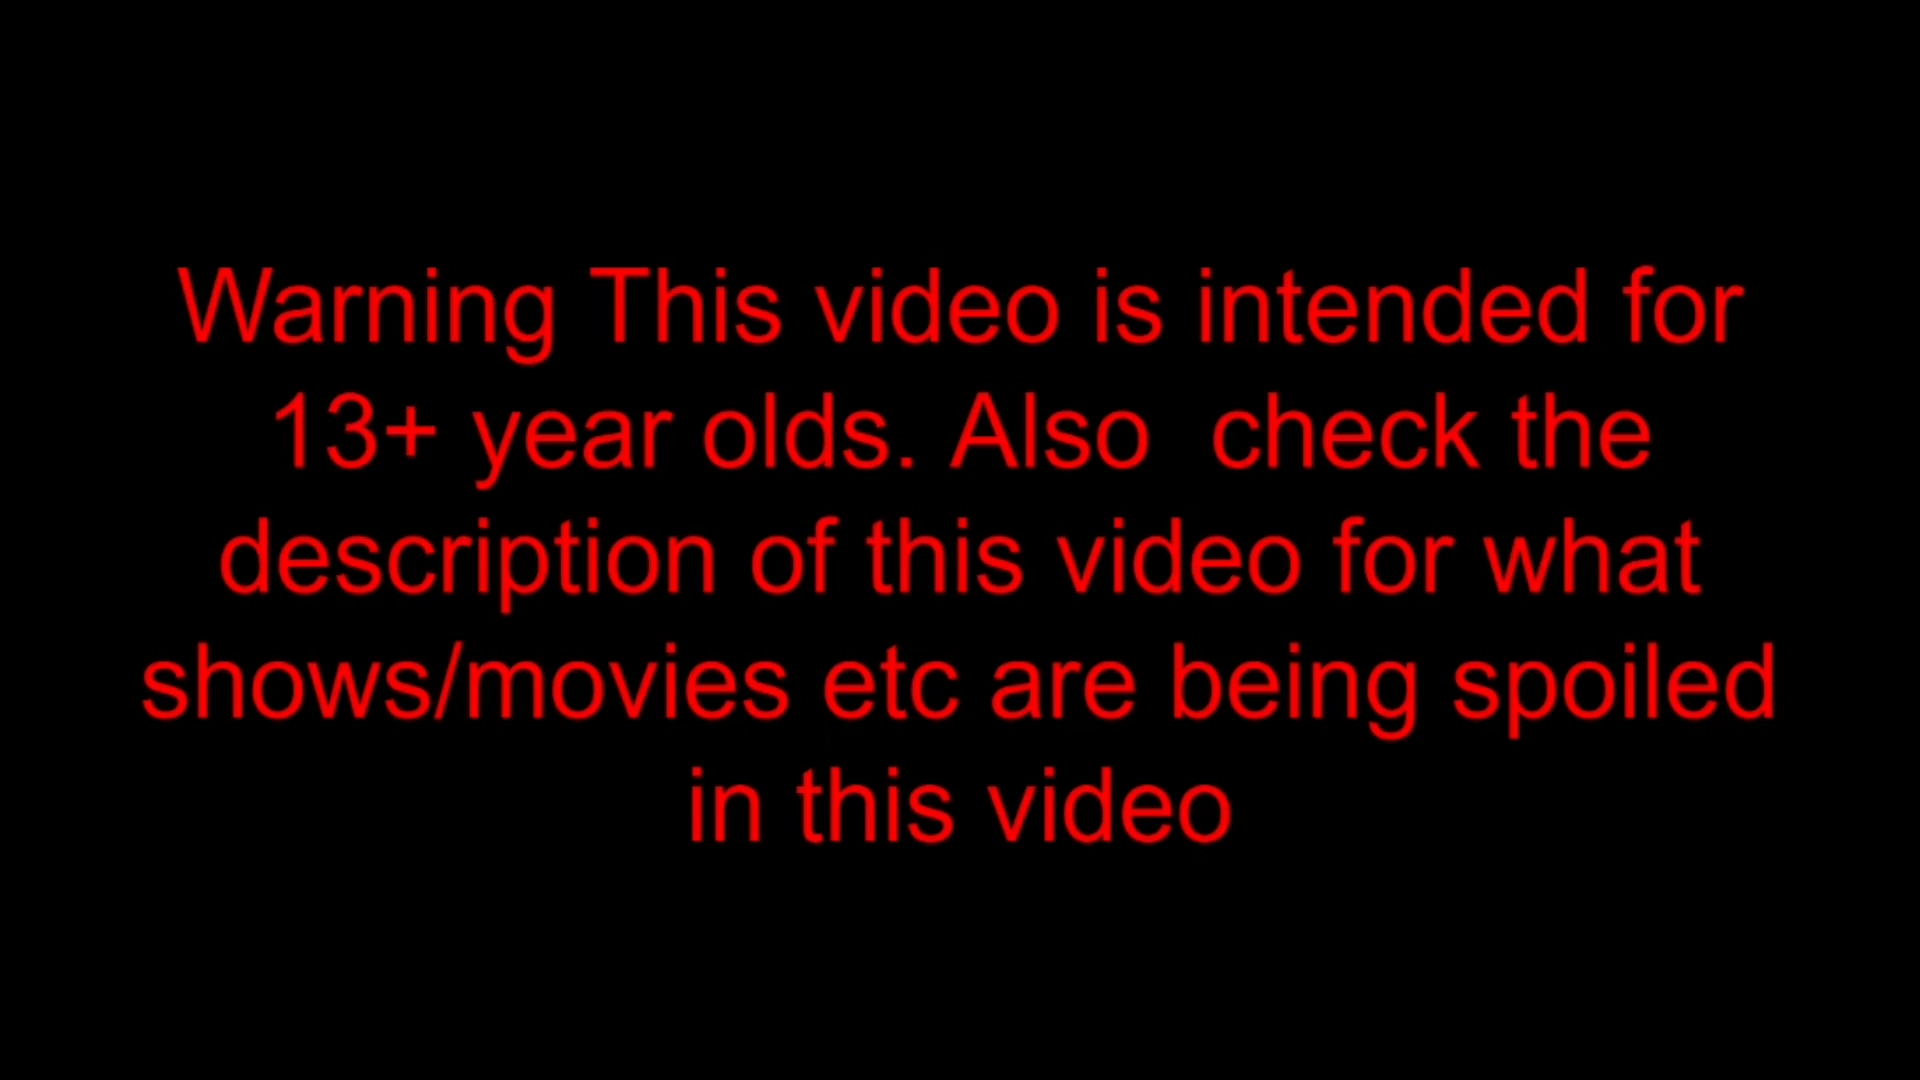 Warning This video is intended for
13+ year olds. Also  check the
description of this video for what
shows/movies etc are being spoiled
in this video